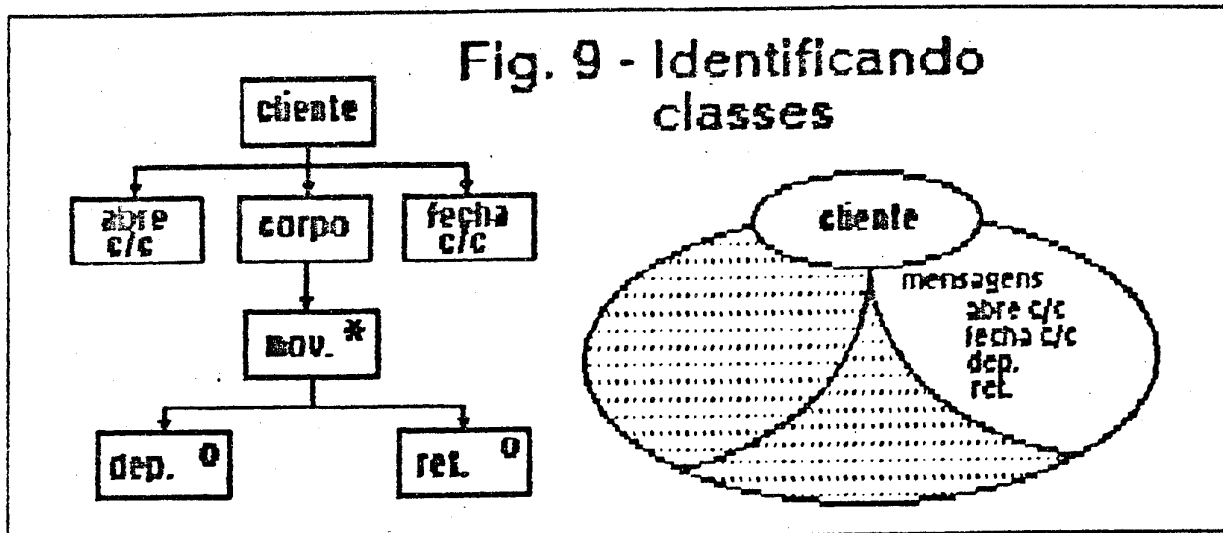 Fig. 9 - Identificando
classes
cliente
abre
c/c
corpo
fecha
c/c
mov. *
dep. o
ret. o
cliente
mensagens
abre c/c
fecha c/c
dep.
ret.